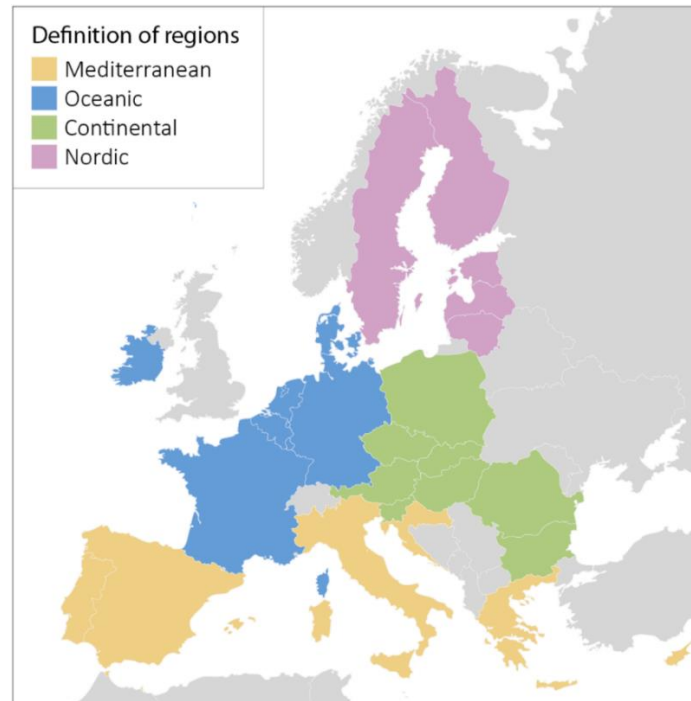 Definition of regions
Mediterranean
Oceanic
Continental
Nordic